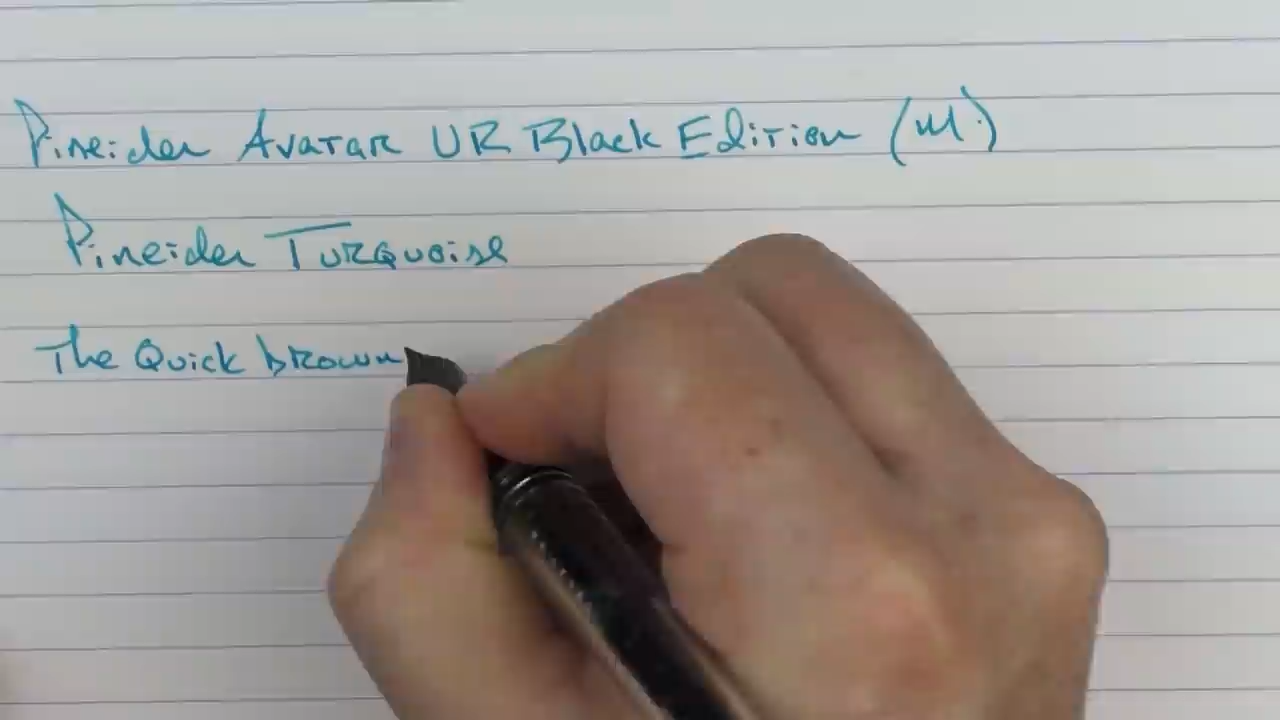 Pineider Avatar UR Black Edition (M.)
Pineider Turquoise
The Quick brown